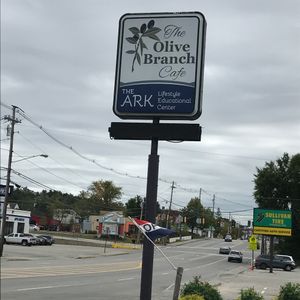 The
Olive
Branch
Cafe
THE
ARK
Lifestyle
Educational
Center
SULLIVAN
TIRE